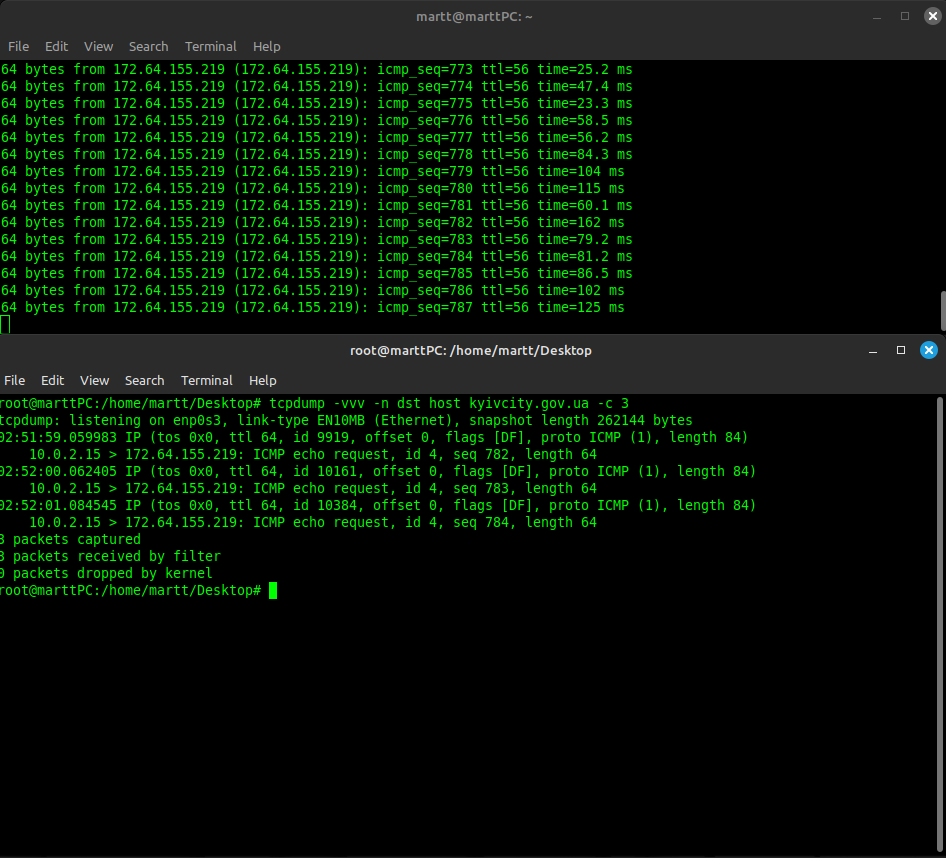 martt@marttPC: ~
File Edit View Search Terminal Help
64 bytes from 172.64.155.219 (172.64.155.219): icmp_seq=773 ttl=56 time=25.2 ms
64 bytes from 172.64.155.219 (172.64.155.219): icmp_seq=774 ttl=56 time=47.4 ms
64 bytes from 172.64.155.219 (172.64.155.219): icmp_seq=775 ttl=56 time=23.3 ms
64 bytes from 172.64.155.219 (172.64.155.219): icmp_seq=776 ttl=56 time=58.5 ms
64 bytes from 172.64.155.219 (172.64.155.219): icmp_seq=777 ttl=56 time=56.2 ms
64 bytes from 172.64.155.219 (172.64.155.219): icmp_seq=778 ttl=56 time=84.3 ms
64 bytes from 172.64.155.219 (172.64.155.219): icmp_seq=779 ttl=56 time=104 ms
64 bytes from 172.64.155.219 (172.64.155.219): icmp_seq=780 ttl=56 time=115 ms
64 bytes from 172.64.155.219 (172.64.155.219): icmp_seq=781 ttl=56 time=60.1 ms
64 bytes from 172.64.155.219 (172.64.155.219): icmp_seq=782 ttl=56 time=162 ms
64 bytes from 172.64.155.219 (172.64.155.219): icmp_seq=783 ttl=56 time=79.2 ms
64 bytes from 172.64.155.219 (172.64.155.219): icmp_seq=784 ttl=56 time=81.2 ms
64 bytes from 172.64.155.219 (172.64.155.219): icmp_seq=785 ttl=56 time=86.5 ms
64 bytes from 172.64.155.219 (172.64.155.219): icmp_seq=786 ttl=56 time=102 ms
64 bytes from 172.64.155.219 (172.64.155.219): icmp_seq=787 ttl=56 time=125 ms
root@marttPC: /home/martt/Desktop
File Edit View Search Terminal Help
root@marttPC:/home/martt/Desktop# tcpdump -vvv -n dst host kyivcity.gov.ua -c 3
tcpdump: listening on enp0s3, link-type EN10MB (Ethernet), snapshot length 262144 bytes
02:51:59.059983 IP (tos 0x0, ttl 64, id 9919, offset 0, flags [DF], proto ICMP (1), length 84)
10.0.2.15 > 172.64.155.219: ICMP echo request, id 4, seq 782, length 64
02:52:00.062405 IP (tos 0x0, ttl 64, id 10161, offset 0, flags [DF], proto ICMP (1), length 84)
10.0.2.15 > 172.64.155.219: ICMP echo request, id 4, seq 783, length 64
02:52:01.084545 IP (tos 0x0, ttl 64, id 10384, offset 0, flags [DF], proto ICMP (1), length 84)
10.0.2.15 > 172.64.155.219: ICMP echo request, id 4, seq 784, length 64
3 packets captured
3 packets received by filter
0 packets dropped by kernel
root@marttPC:/home/martt/Desktop#